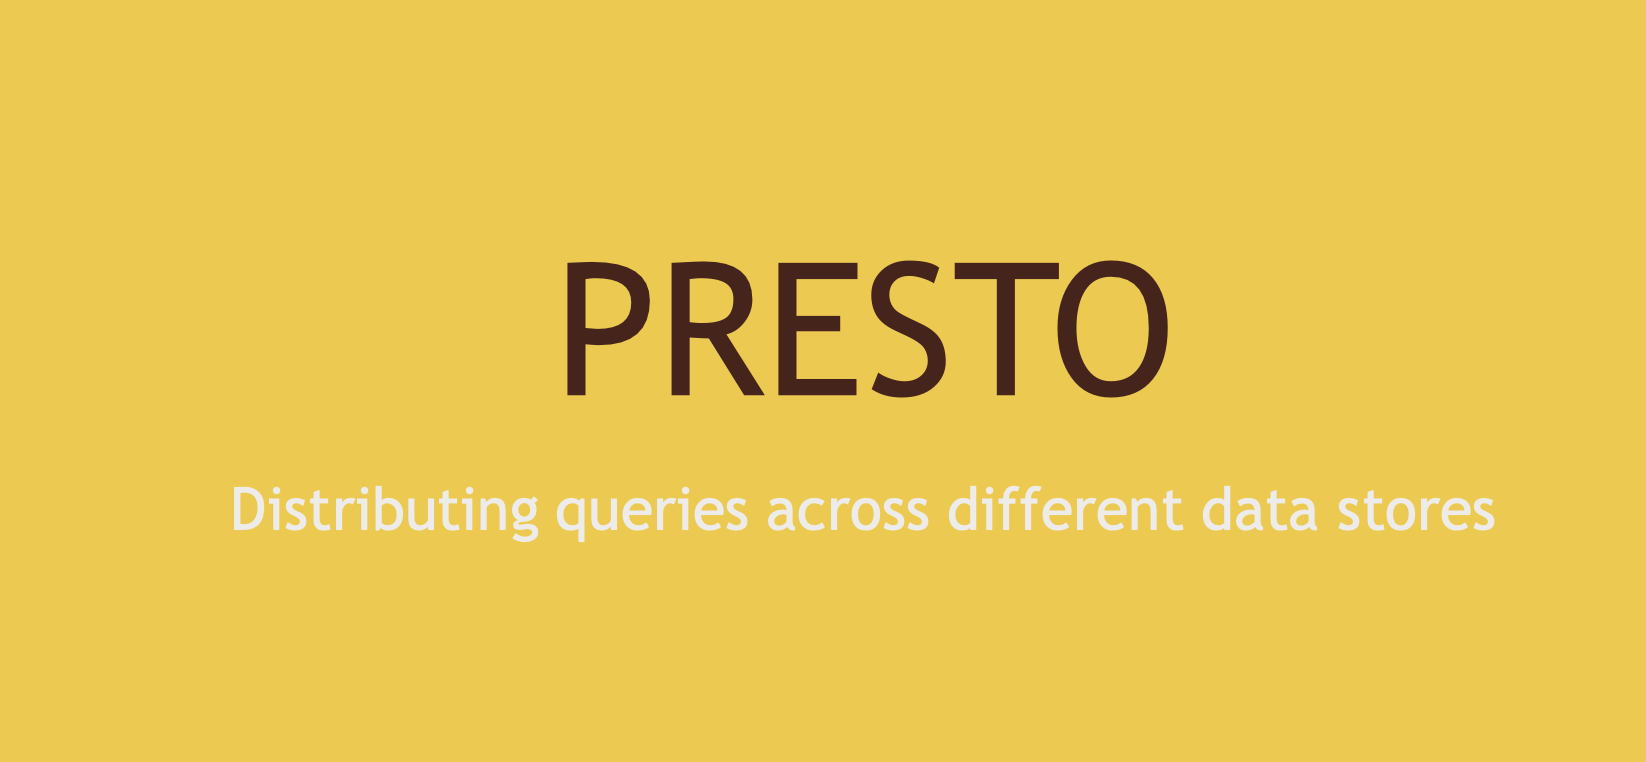 PRESTO
Distributing queries across different data stores